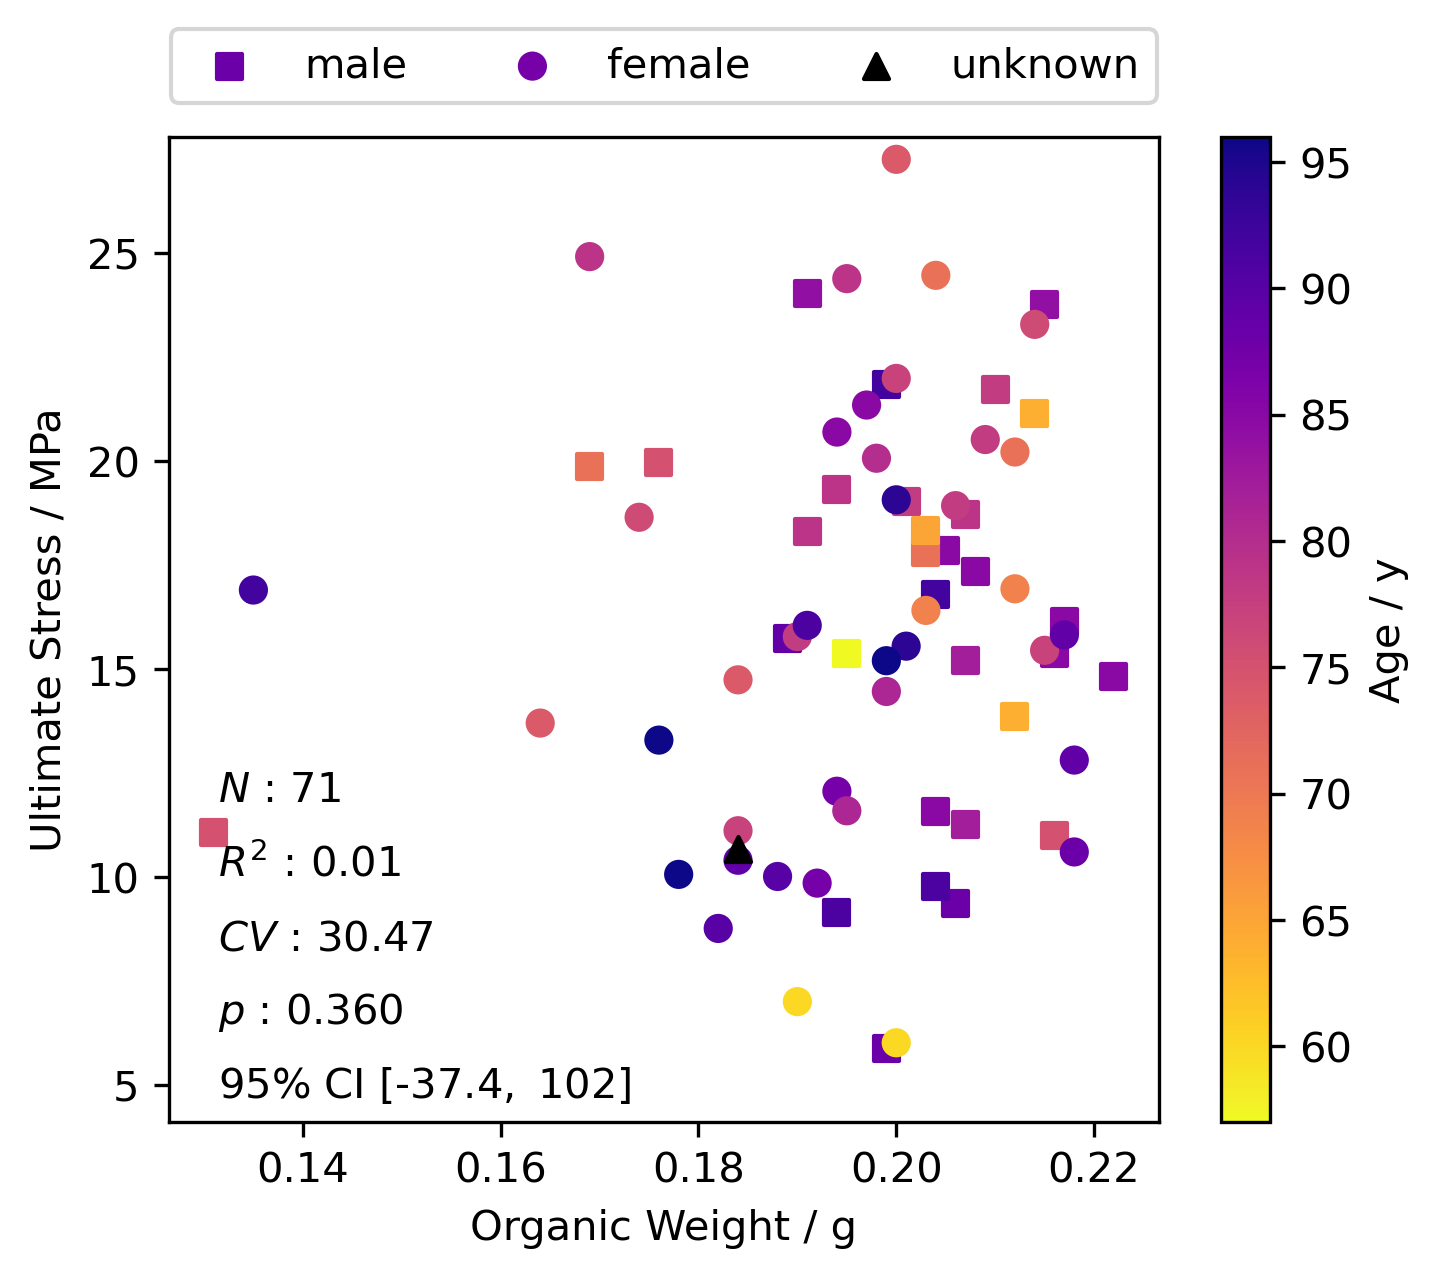 male female unknown
25
20
15
10
5
Ultimate Stress / MPa
N : 71
R² : 0.01
CV : 30.47
p : 0.360
95% CI [-37.4, 102]
0.14 0.16 0.18 0.20 0.22
Organic Weight / g
95
90
85
80
75
70
65
60
Age / y